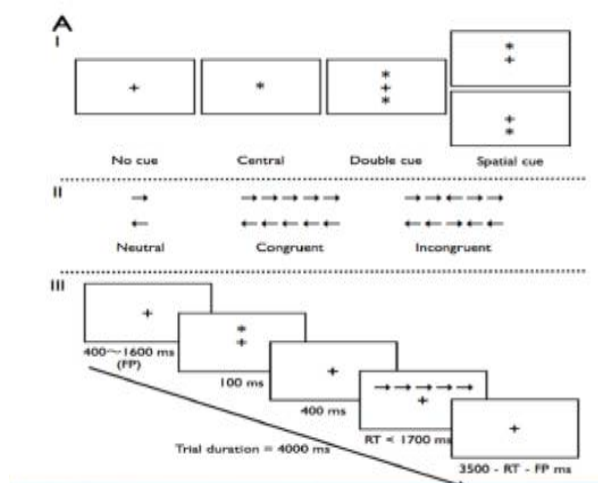 A
I
+
*
*
+
*
*
+
+
*
No cue Central Double cue Spatial cue
II
→ → → → → → → → ← → →
← ← ← ← ← ← ← ← → ← ←
Neutral Congruent Incongruent
III
+
400~1600 ms
(FP)
*
+
100 ms
+
400 ms
→ → → → →
+
RT < 1700 ms
+
3500 - RT - FP ms
Trial duration = 4000 ms